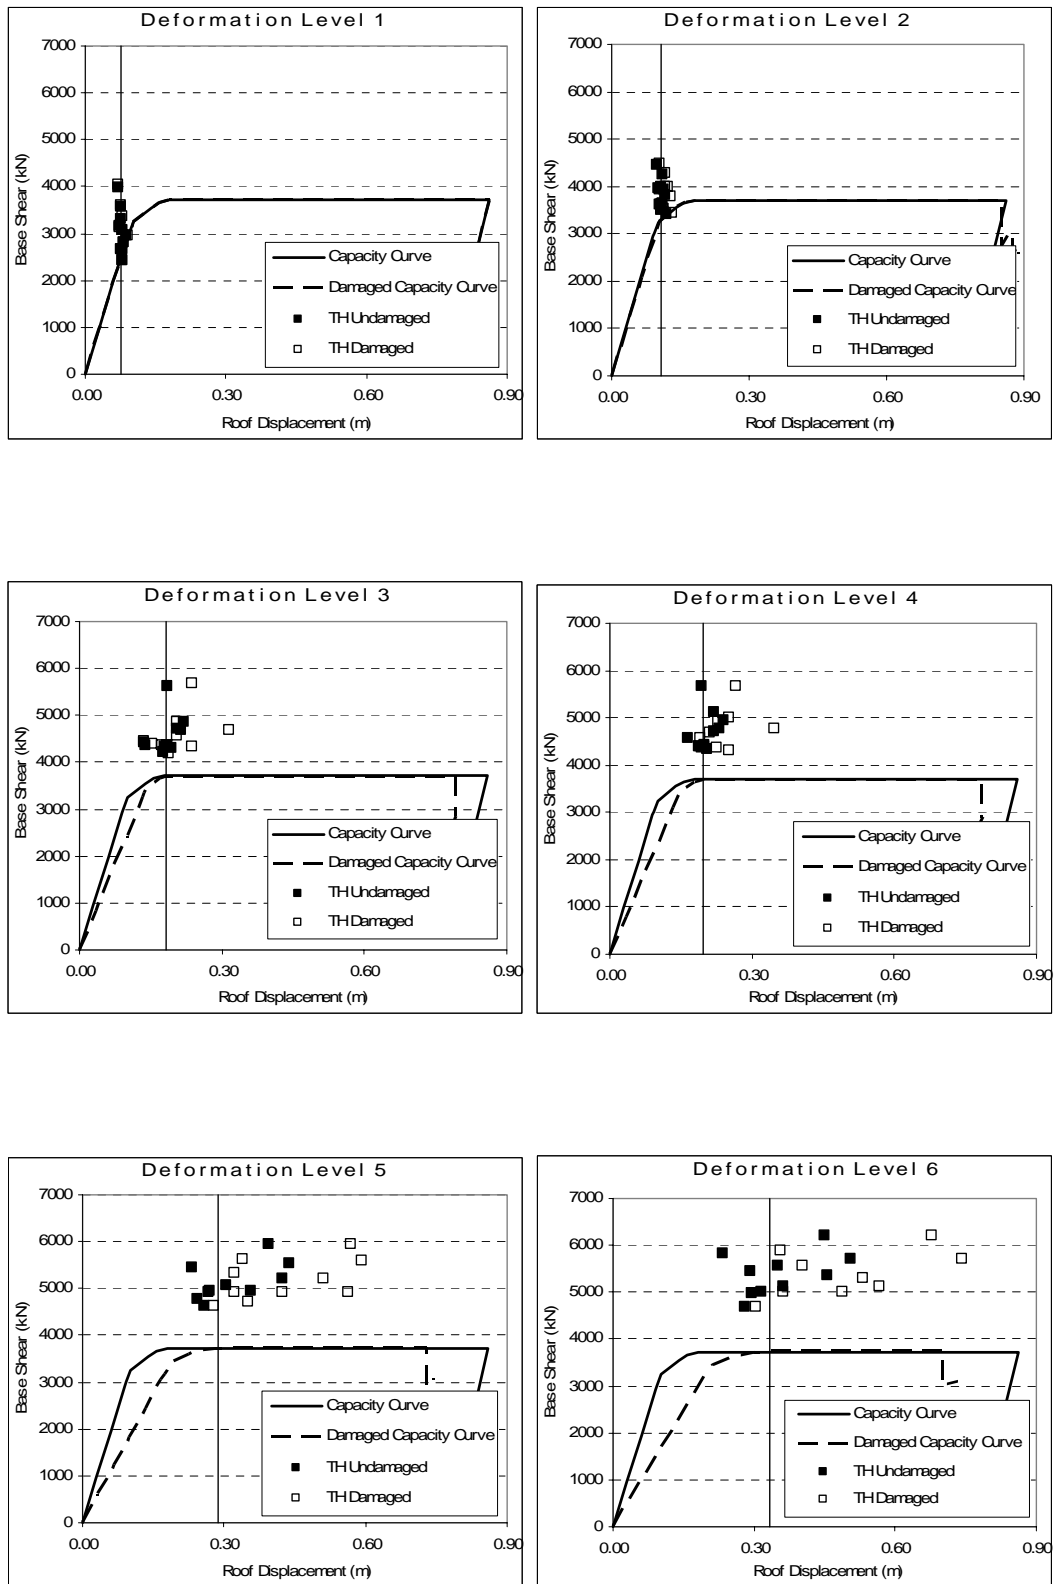 Deformation Level 1
7000
6000
5000
4000
3000
2000
1000
0
Base Shear (kN)
0.00 0.30 0.60 0.90
Roof Displacement (m)
Capacity Curve
Damaged Capacity Curve
TH Undamaged
TH Damaged
Deformation Level 2
7000
6000
5000
4000
3000
2000
1000
0
Base Shear (kN)
0.00 0.30 0.60 0.90
Roof Displacement (m)
Capacity Curve
Damaged Capacity Curve
TH Undamaged
TH Damaged
Deformation Level 3
7000
6000
5000
4000
3000
2000
1000
0
Base Shear (kN)
0.00 0.30 0.60 0.90
Roof Displacement (m)
Capacity Curve
Damaged Capacity Curve
TH Undamaged
TH Damaged
Deformation Level 4
7000
6000
5000
4000
3000
2000
1000
0
Base Shear (kN)
0.00 0.30 0.60 0.90
Roof Displacement (m)
Capacity Curve
Damaged Capacity Curve
TH Undamaged
TH Damaged
Deformation Level 5
7000
6000
5000
4000
3000
2000
1000
0
Base Shear (kN)
0.00 0.30 0.60 0.90
Roof Displacement (m)
Capacity Curve
Damaged Capacity Curve
TH Undamaged
TH Damaged
Deformation Level 6
7000
6000
5000
4000
3000
2000
1000
0
Base Shear (kN)
0.00 0.30 0.60 0.90
Roof Displacement (m)
Capacity Curve
Damaged Capacity Curve
TH Undamaged
TH Damaged